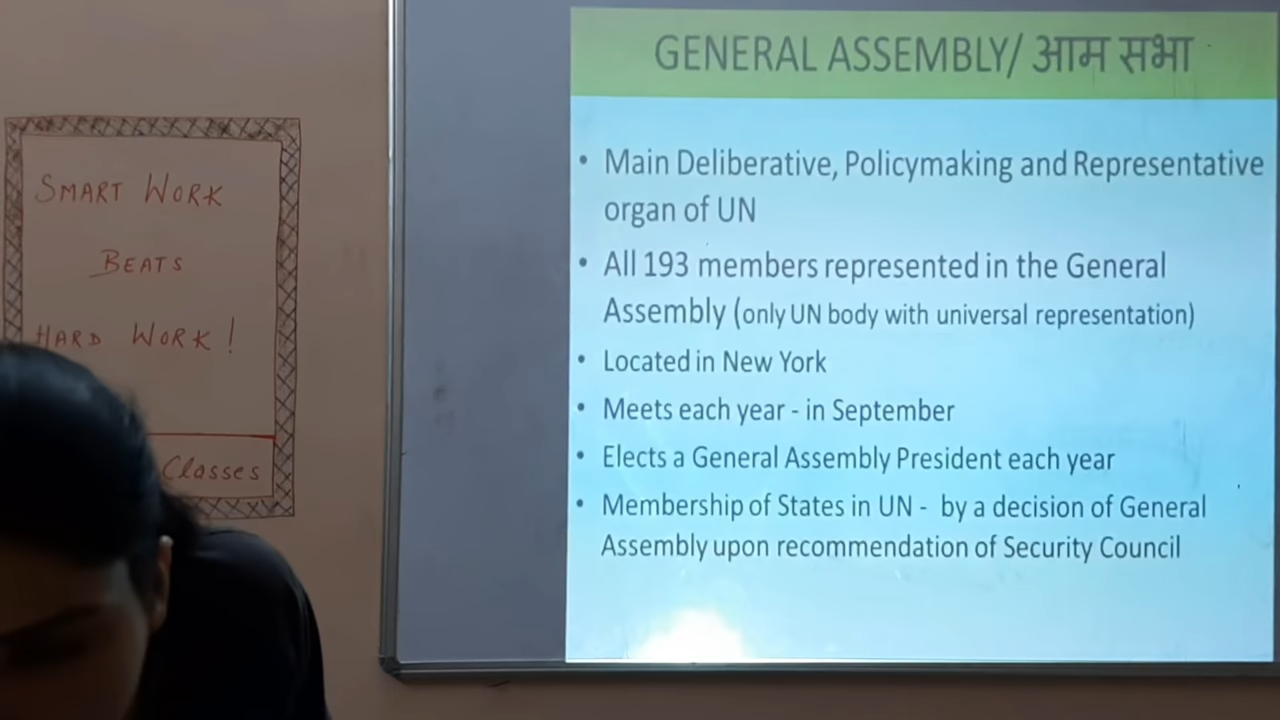 SMART WORK
BEATS
HARD WORK!
Classes
GENERAL ASSEMBLY/ आम सभा
• Main Deliberative, Policymaking and Representative
organ of UN
• All 193 members represented in the General
Assembly (only UN body with universal representation)
• Located in New York
• Meets each year - in September
• Elects a General Assembly President each year
• Membership of States in UN - by a decision of General
Assembly upon recommendation of Security Council